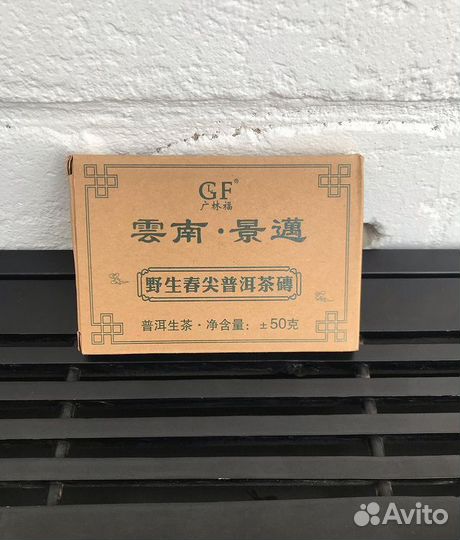 GF®
广林福
雲南·景邁
野生春尖普洱茶磚
普洱生茶·净含量：±50克
Avito